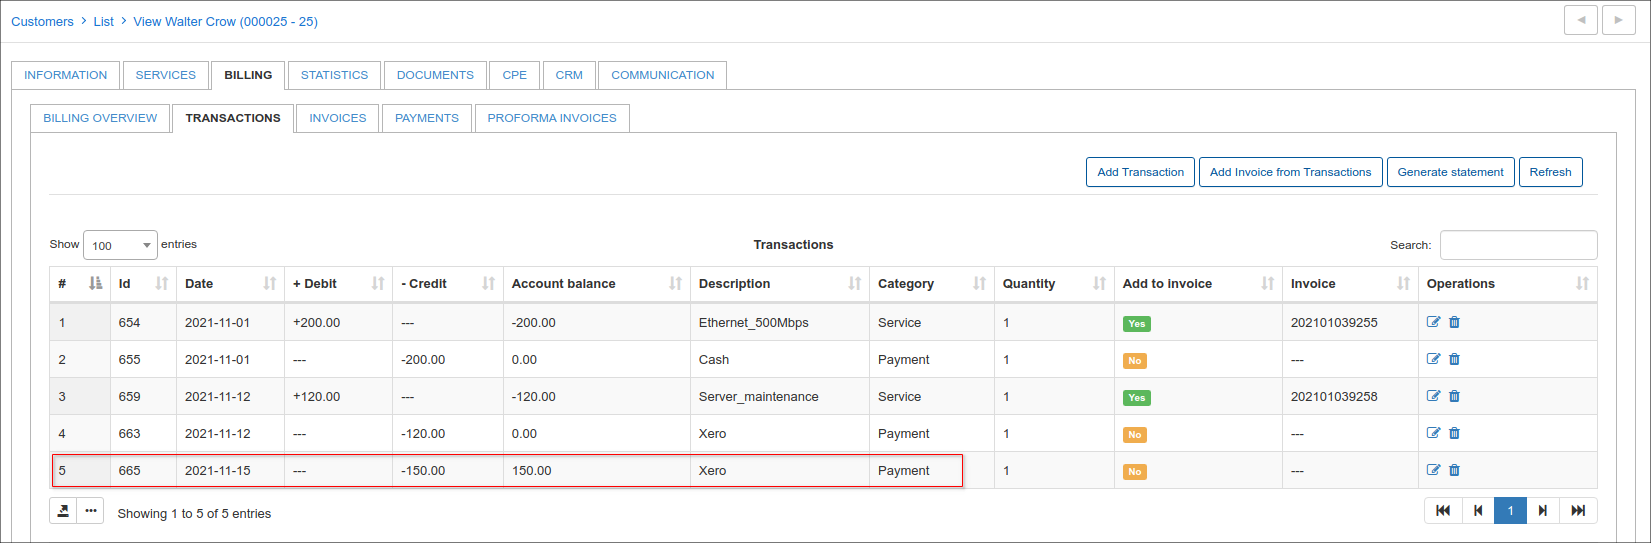 Customers > List > View Walter Crow (000025 - 25)
INFORMATION SERVICES BILLING STATISTICS DOCUMENTS CPE CRM COMMUNICATION
BILLING OVERVIEW TRANSACTIONS INVOICES PAYMENTS PROFORMA INVOICES
Add Transaction Add Invoice from Transactions Generate statement Refresh
Show 100 entries Transactions Search:
# Id Date + Debit - Credit Account balance Description Category Quantity Add to invoice Invoice Operations
1 654 2021-11-01 +200.00 --- -200.00 Ethernet_500Mbps Service 1 Yes 202101039255
2 655 2021-11-01 --- -200.00 0.00 Cash Payment 1 No ---
3 659 2021-11-12 +120.00 --- -120.00 Server_maintenance Service 1 Yes 202101039258
4 663 2021-11-12 --- -120.00 0.00 Xero Payment 1 No ---
5 665 2021-11-15 --- -150.00 150.00 Xero Payment 1 No ---
Showing 1 to 5 of 5 entries 1